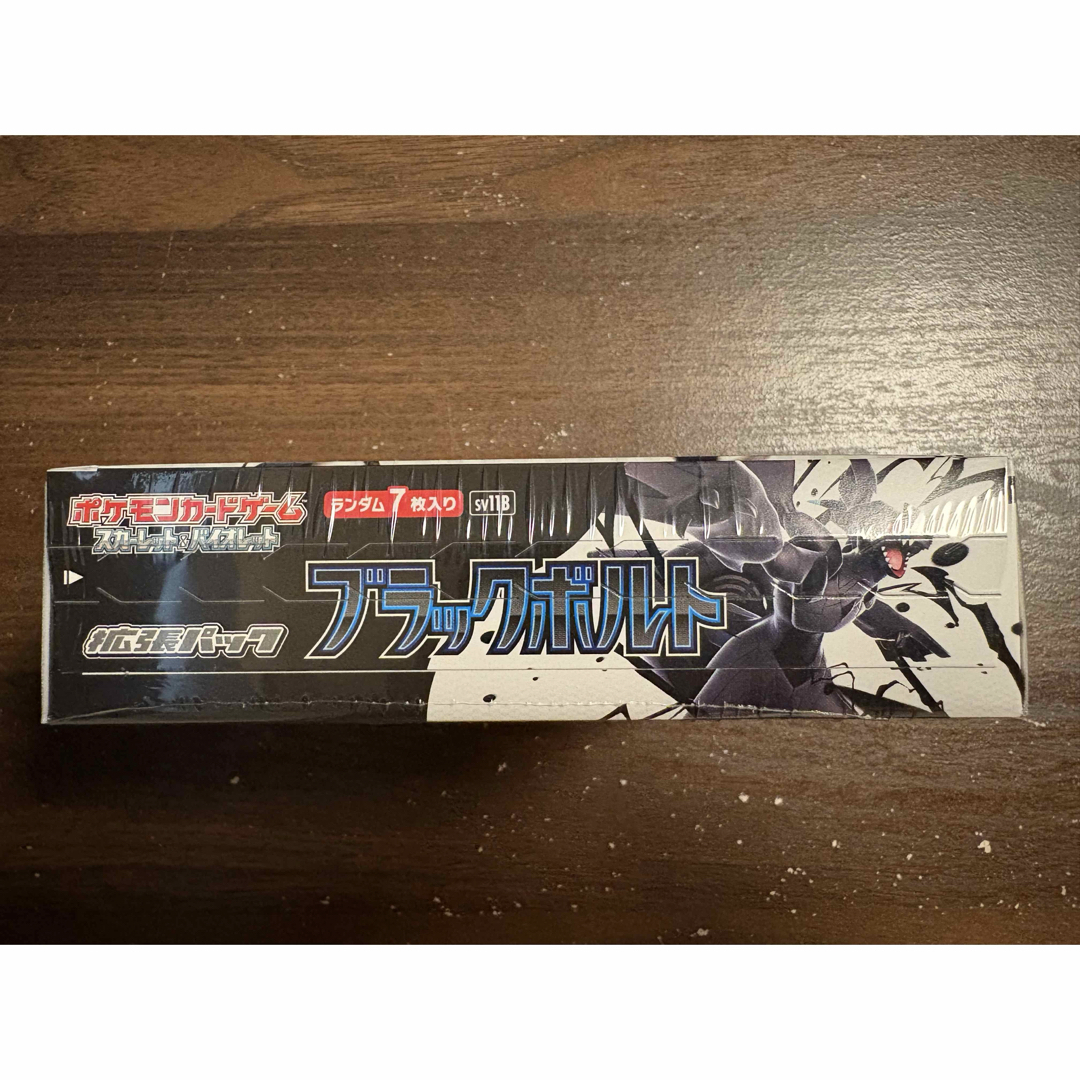 ポケモンカードゲーム
スカーレット&バイオレット
ランダム7枚入り
sv11B
拡張パック
ブラックボルト